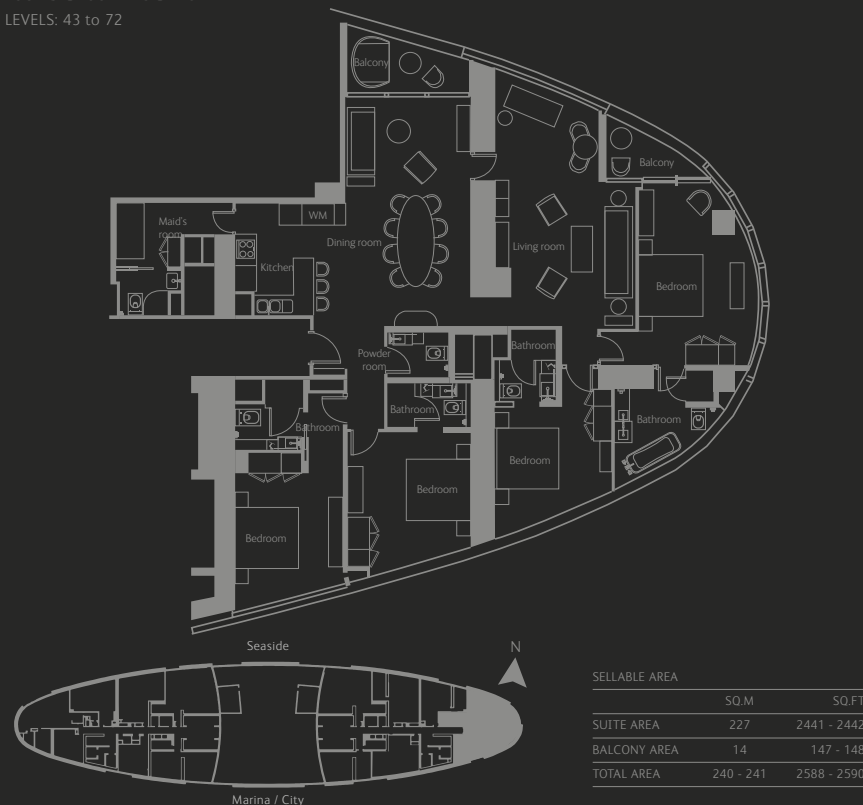 LEVELS: 43 to 72
Balcony
Balcony
Maid's
room
WM
Dining room
Living room
Kitchen
Bedroom
Powder
room
Bathroom
Bathroom
Bathroom
Bathroom
Bedroom
Bedroom
Bedroom
Seaside
N
Marina / City
SELLABLE AREA
SQ.M SQ.FT
SUITE AREA 227 2441 - 2442
BALCONY AREA 14 147 - 148
TOTAL AREA 240 - 241 2588 - 2590